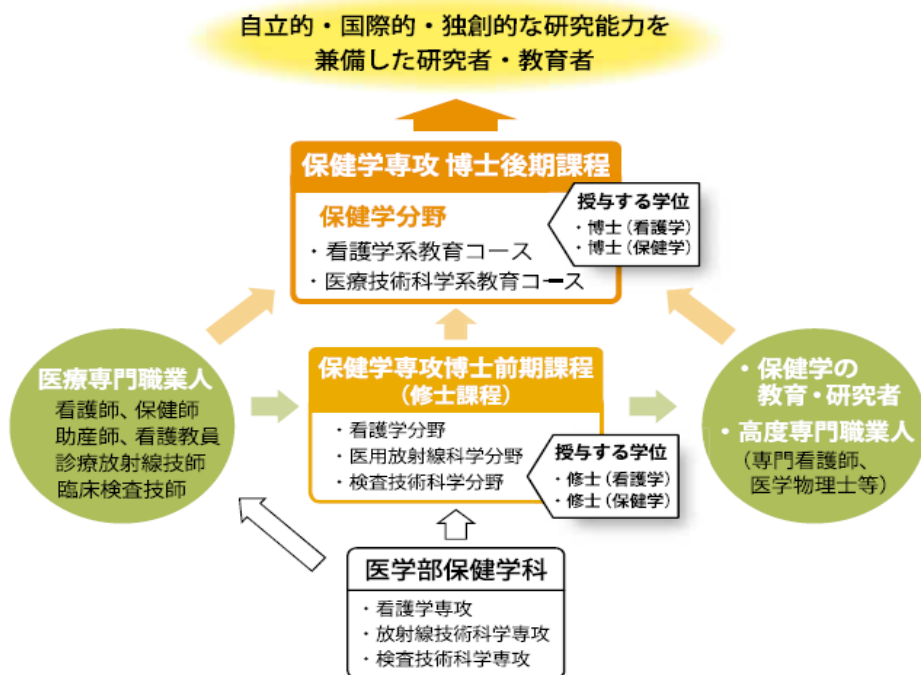 自立的・国際的・独創的な研究能力を
兼備した研究者・教育者
保健学専攻 博士後期課程
保健学分野
・看護学系教育コース
・医療技術科学系教育コース
授与する学位
・博士(看護学)
・博士(保健学)
医療専門職業人
看護師、保健師
助産師、看護教員
診療放射線技師
臨床検査技師
保健学専攻博士前期課程
(修士課程)
・看護学分野
・医用放射線科学分野
・検査技術科学分野
授与する学位
・修士(看護学)
・修士(保健学)
・保健学の
教育・研究者
・高度専門職業人
(専門看護師、
医学物理士等)
医学部保健学科
・看護学専攻
・放射線技術科学専攻
・検査技術科学専攻